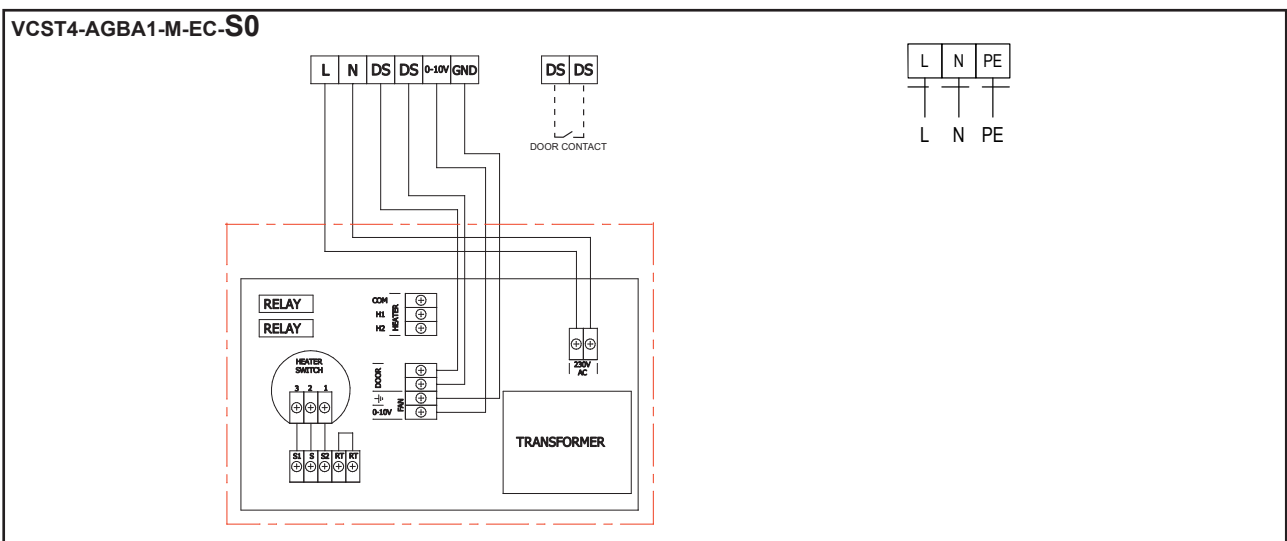 VCST4-AGBA1-M-EC-S0
L N DS DS 0-10V GND
DS DS
DOOR CONTACT
L N PE
L N PE
RELAY
RELAY
COM
H1
H2
HEATER
HEATER
SWITCH
3 2 1
DOOR
0-10V
FAN
S1 S S2 RT RT
230V
AC
TRANSFORMER